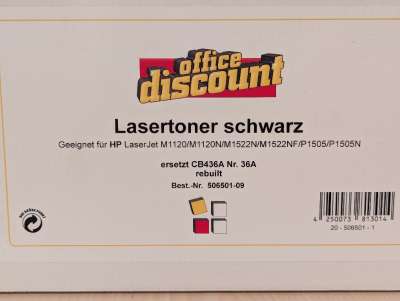 office
discount
Lasertoner schwarz
Geeignet für HP LaserJet M1120/M1120N/M1522N/M1522NF/P1505/P1505N
ersetzt CB436A Nr. 36A
rebuilt
Best.-Nr. 506501-09
4 250073 813014
20 - 506501 - 1